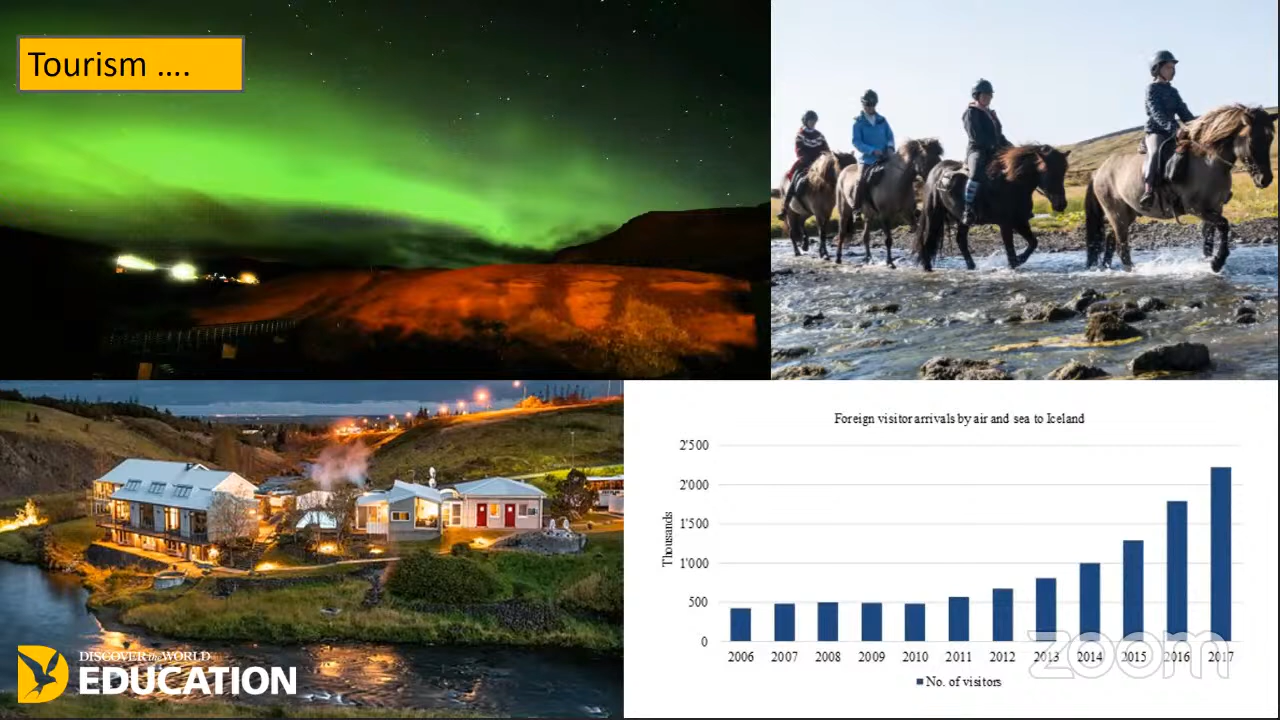 Tourism ....
Foreign visitor arrivals by air and sea to Iceland
Thousands
2'500
2'000
1'500
1'000
500
0
2006 2007 2008 2009 2010 2011 2012 2013 2014 2015 2016 2017
No. of visitors
zoom
DISCOVER the WORLD
EDUCATION